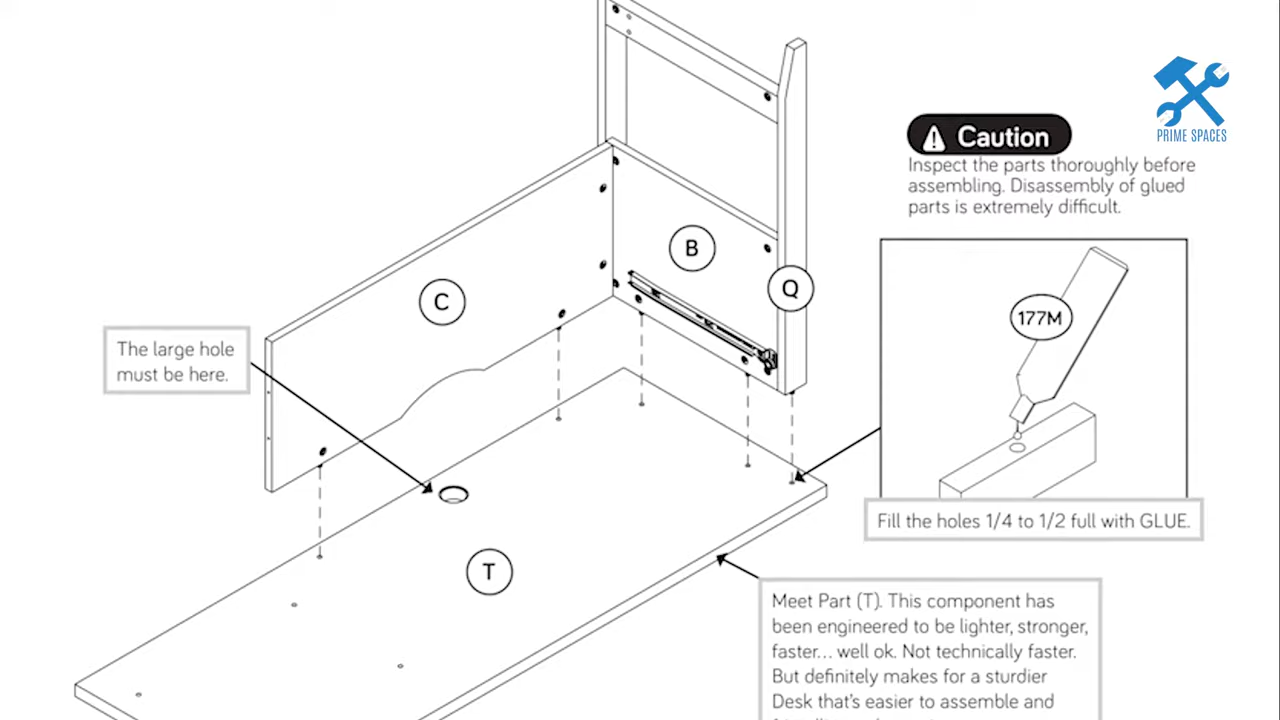 PRIME SPACES
Caution
Inspect the parts thoroughly before
assembling. Disassembly of glued
parts is extremely difficult.
B
Q
C
177M
The large hole
must be here.
Fill the holes 1/4 to 1/2 full with GLUE.
T
Meet Part (T). This component has
been engineered to be lighter, stronger,
faster... well ok. Not technically faster.
But definitely makes for a sturdier
Desk that's easier to assemble and